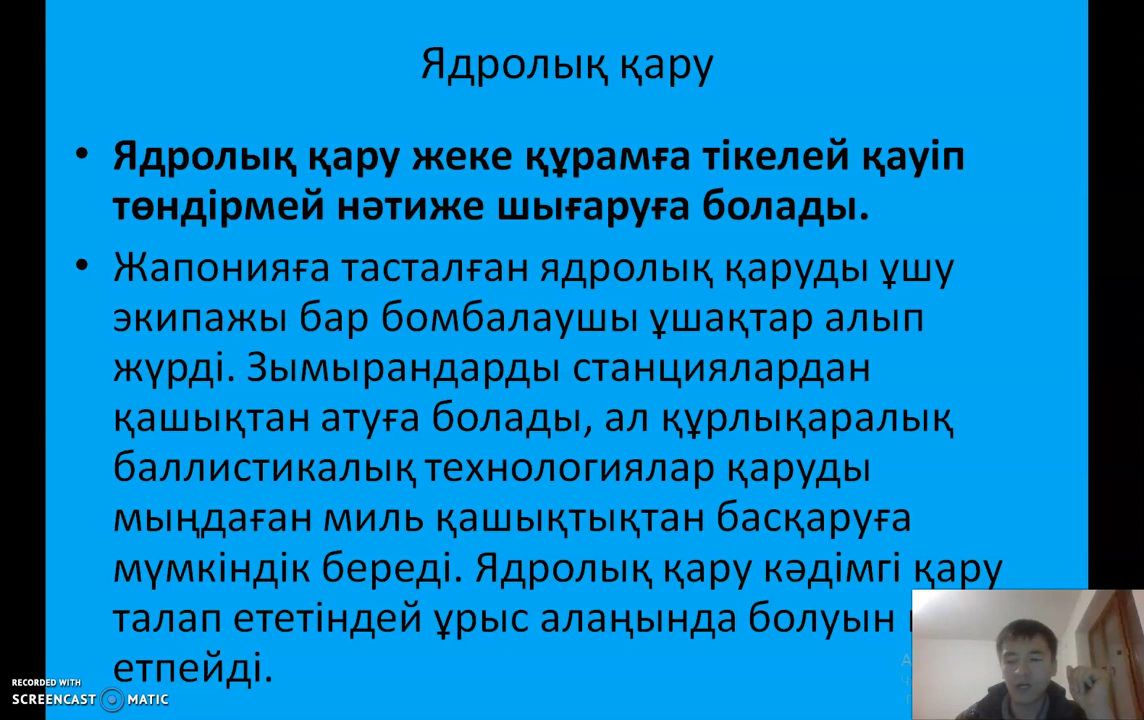 Ядролық қару
• Ядролық қару жеке құрамға тікелей қауіп
төндірмей нәтиже шығаруға болады.
• Жапонияға тасталған ядролық қаруды ұшу
экипажы бар бомбалаушы ұшақтар алып
жүрді. Зымырандарды станциялардан
қашықтан атуға болады, ал құрлықаралық
баллистикалық технологиялар қаруды
мыңдаған миль қашықтықтан басқаруға
мүмкіндік береді. Ядролық қару кәдімгі қару
талап ететіндей ұрыс алаңында болуын
етпейді.
RECORDED WITH
SCREENCAST MATIC